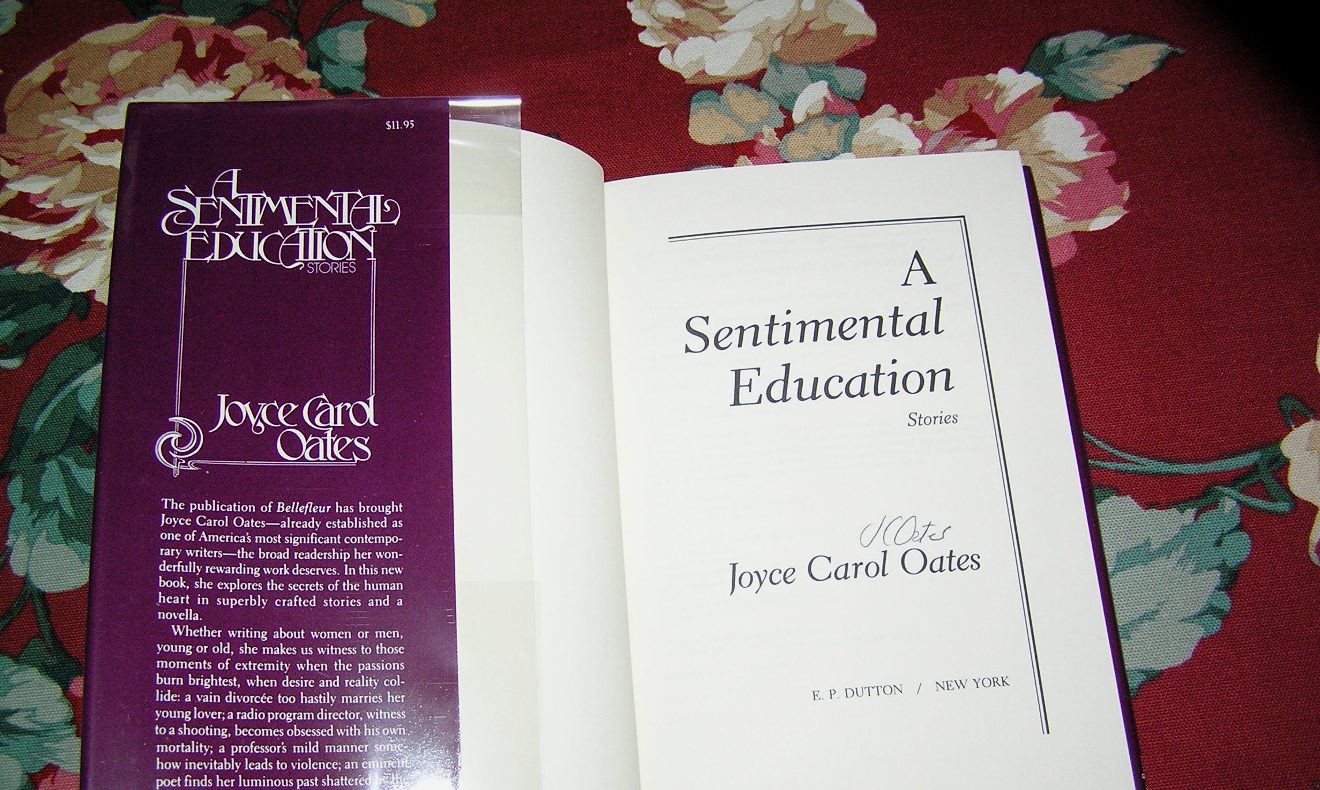 $11.95
A
SENTIMENTAL
EDUCATION
STORIES
Joyce Carol
Oates
The publication of Bellefleur has brought
Joyce Carol Oates—already established as
one of America's most significant contempo-
rary writers—the broad readership her won-
derfully rewarding work deserves. In this new
book, she explores the secrets of the human
heart in superbly crafted stories and a
novella.
Whether writing about women or men,
young or old, she makes us witness to those
moments of extremity when the passions
burn brightest, when desire and reality col-
lide: a vain divorcée too hastily marries her
young lover; a radio program director, witness
to a shooting, becomes obsessed with his own
mortality; a professor's mild manner some-
how inevitably leads to violence; an eminent
poet finds her luminous past shattered by the
A
Sentimental
Education
Stories
JCOates
Joyce Carol Oates
E. P. DUTTON / NEW YORK